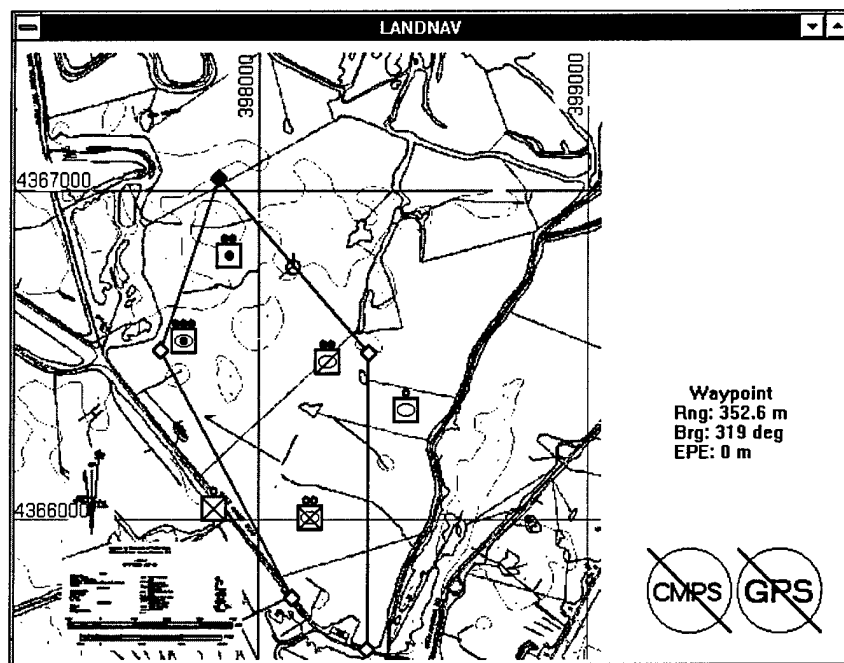 LANDNAV
398000
399000
4367000
4366000
Waypoint
Rng: 352.6 m
Brg: 319 deg
EPE: 0 m
CMPS
GPS